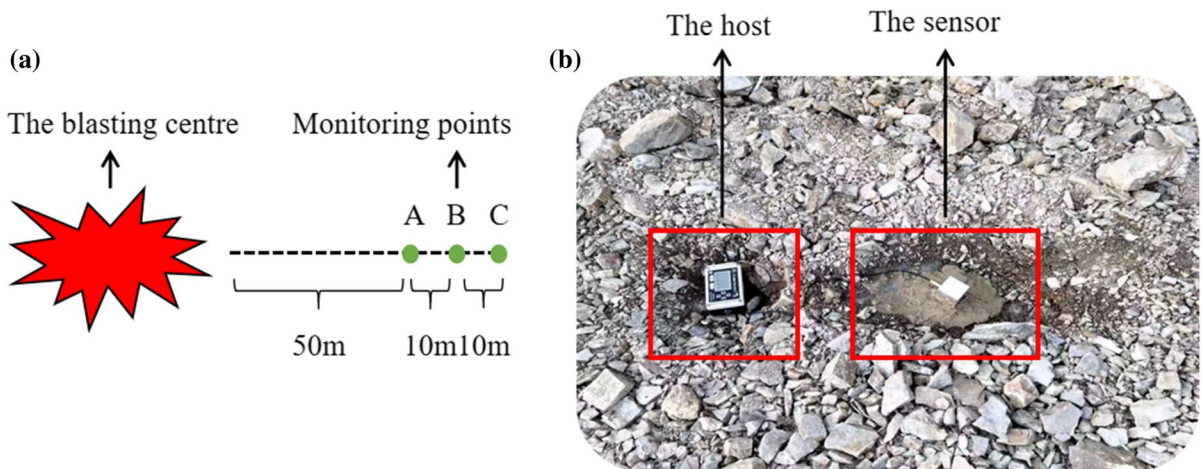 (a)
The blasting centre
Monitoring points
A B C
50m
10m10m
(b)
The host
The sensor